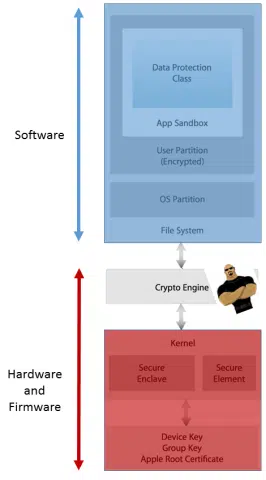 Data Protection
Class
App Sandbox
Software
User Partition
(Encrypted)
OS Partition
File System
Crypto Engine
Kernel
Secure
Enclave
Secure
Element
Hardware
and
Firmware
Device Key
Group Key
Apple Root Certificate